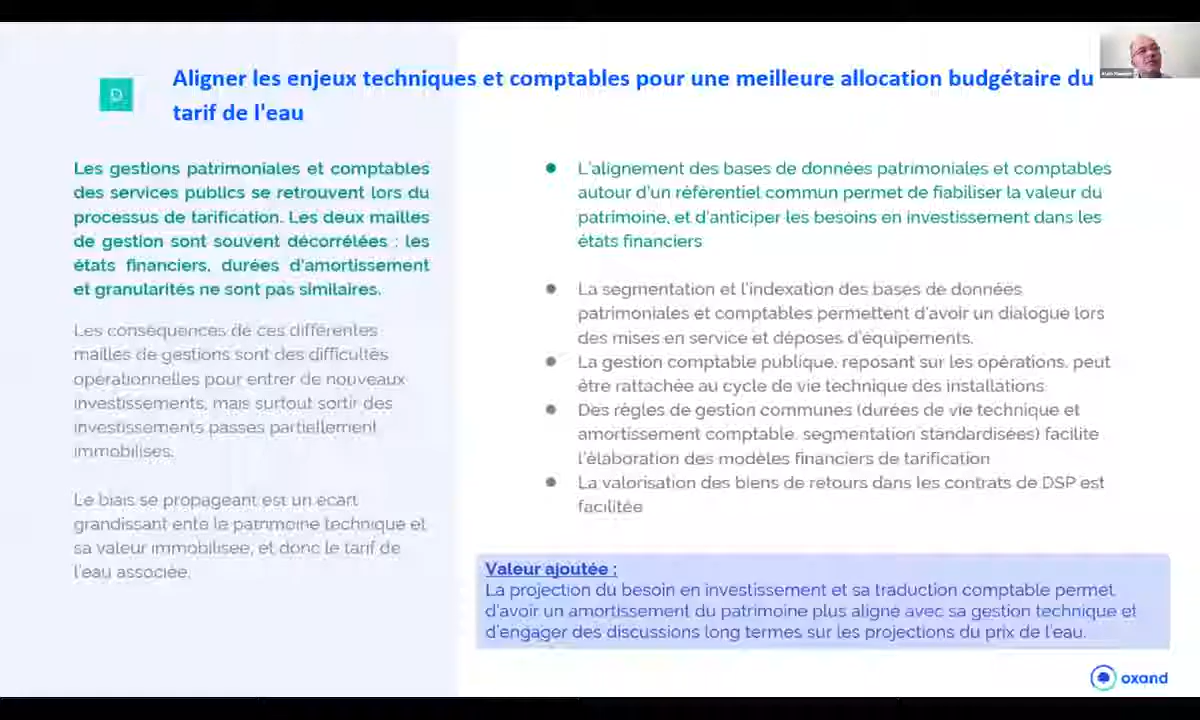 D
Aligner les enjeux techniques et comptables pour une meilleure allocation budgétaire du
tarif de l'eau
Les gestions patrimoniales et comptables
des services publics se retrouvent lors du
processus de tarification. Les deux mailles
de gestion sont souvent décorrélées : les
états financiers, durées d'amortissement
et granularités ne sont pas similaires.
Les conséquences de ces différentes
mailles de gestions sont des difficultés
opérationnelles pour entrer de nouveaux
investissements, mais surtout sortir des
investissements passés partiellement
immobilisés.
Le biais se propageant est un écart
grandissant ente le patrimoine technique et
sa valeur immobilisée, et donc le tarif de
l'eau associée.
L'alignement des bases de données patrimoniales et comptables
autour d'un référentiel commun permet de fiabiliser la valeur du
patrimoine, et d'anticiper les besoins en investissement dans les
états financiers
La segmentation et l'indexation des bases de données
patrimoniales et comptables permettent d'avoir un dialogue lors
des mises en service et déposes d'équipements.
La gestion comptable publique, reposant sur les opérations, peut
être rattachée au cycle de vie technique des installations
Des règles de gestion communes (durées de vie technique et
amortissement comptable, segmentation standardisées) facilite
l'élaboration des modèles financiers de tarification
La valorisation des biens de retours dans les contrats de DSP est
facilitée
Valeur ajoutée :
La projection du besoin en investissement et sa traduction comptable permet
d'avoir un amortissement du patrimoine plus aligné avec sa gestion technique et
d'engager des discussions long termes sur les projections du prix de l'eau.
oxand